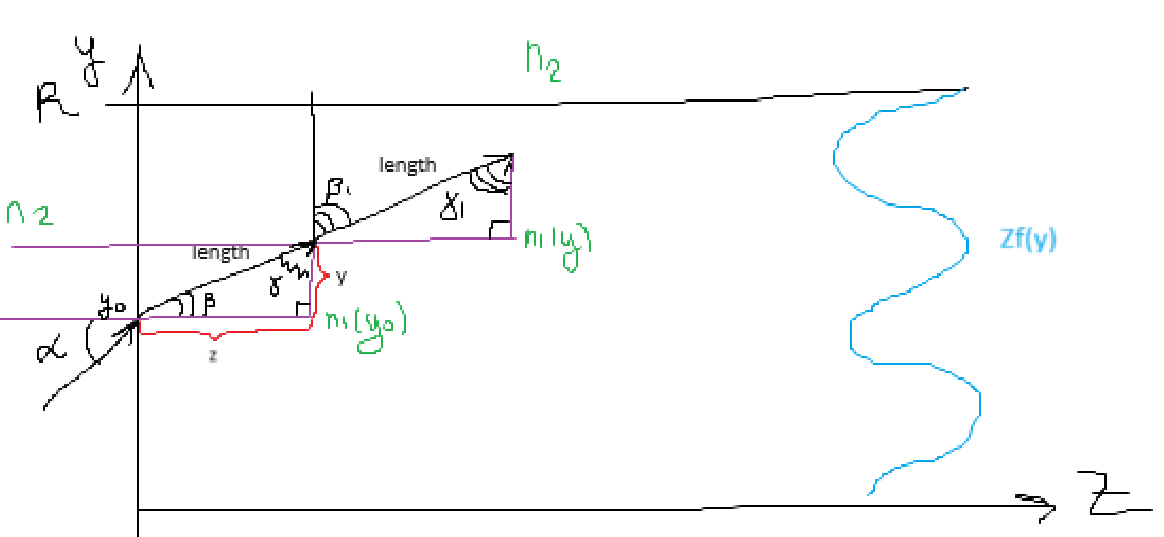 y
n₂
R
length
β₁
γ₁
n₂
n₁(y)
Zf(y)
length
γ
y
y₀
β
n₁(y₀)
α
z
Z